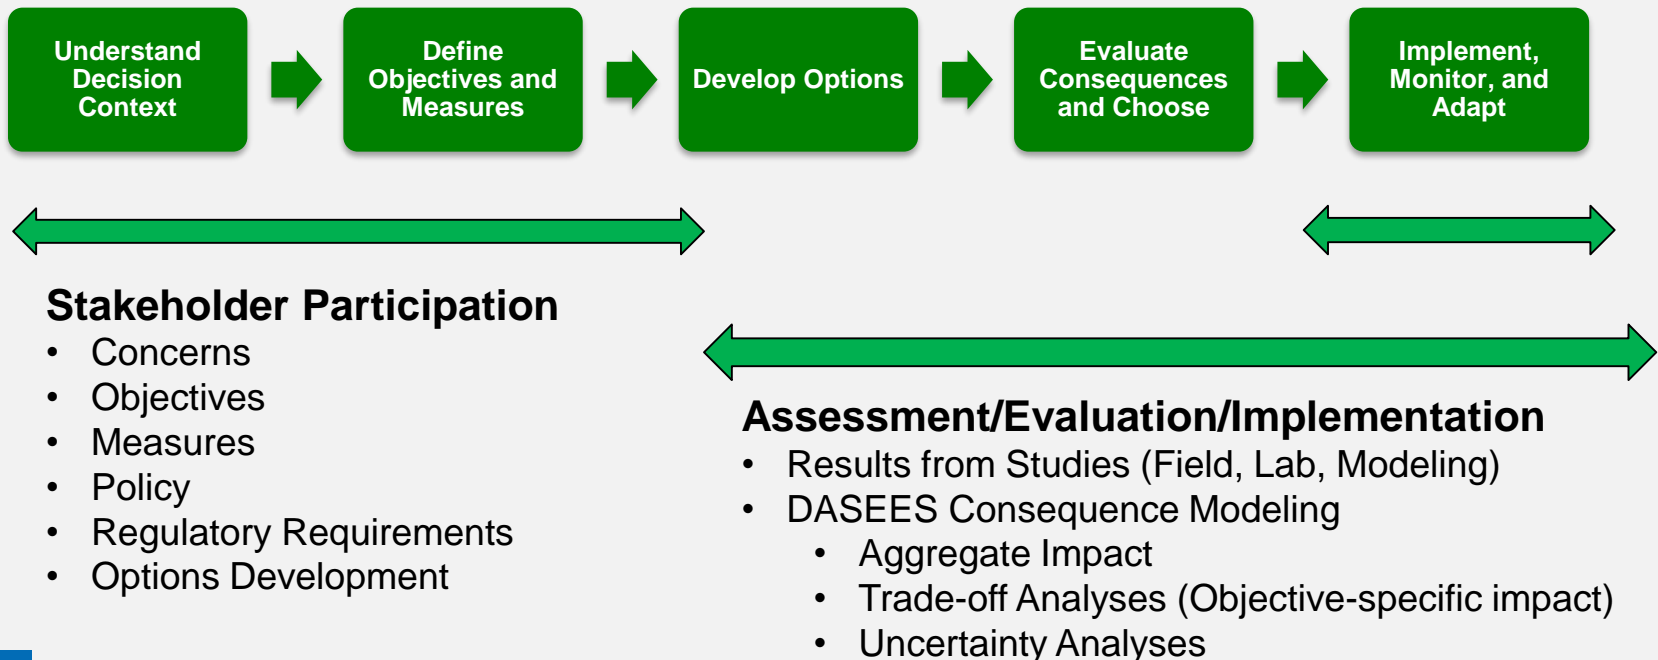 Understand
Decision
Context
Define
Objectives and
Measures
Develop Options
Evaluate
Consequences
and Choose
Implement,
Monitor, and
Adapt
Stakeholder Participation
• Concerns
• Objectives
• Measures
• Policy
• Regulatory Requirements
• Options Development
Assessment/Evaluation/Implementation
• Results from Studies (Field, Lab, Modeling)
• DASEES Consequence Modeling
• Aggregate Impact
• Trade-off Analyses (Objective-specific impact)
• Uncertainty Analyses